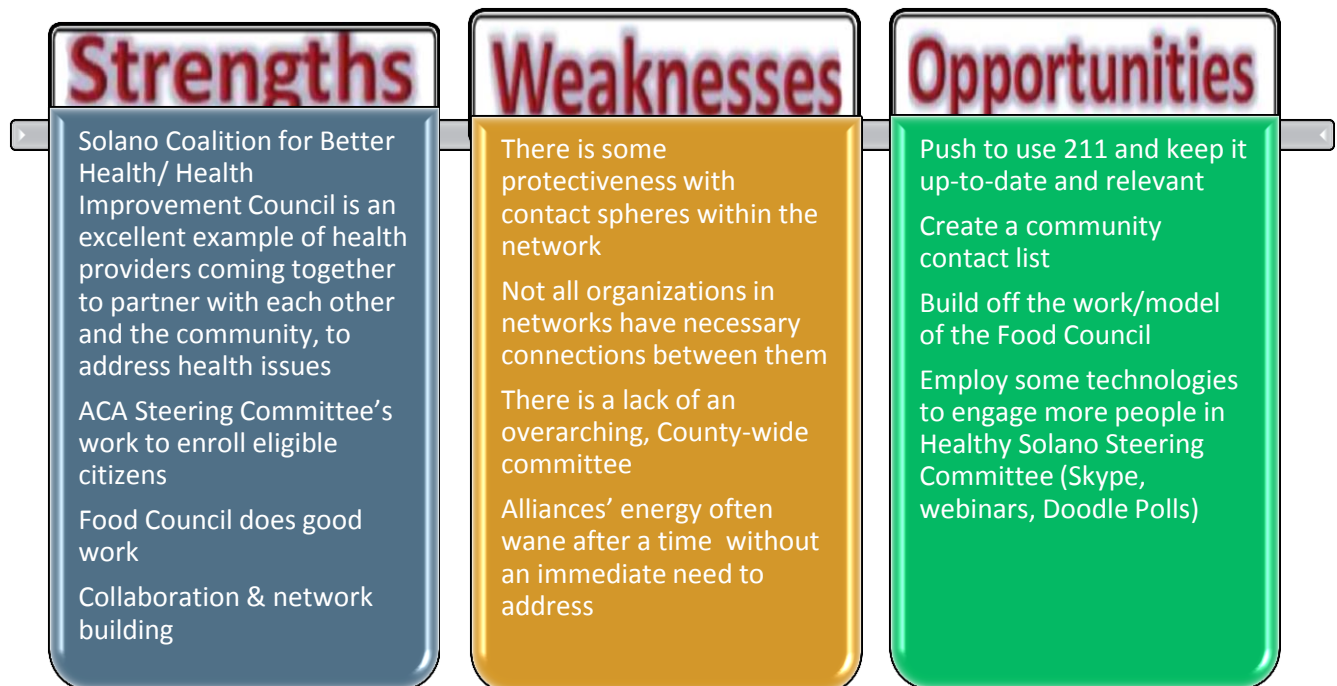 Strengths
Solano Coalition for Better
Health/ Health
Improvement Council is an
excellent example of health
providers coming together
to partner with each other
and the community, to
address health issues
ACA Steering Committee's
work to enroll eligible
citizens
Food Council does good
work
Collaboration & network
building
Weaknesses
There is some
protectiveness with
contact spheres within the
network
Not all organizations in
networks have necessary
connections between them
There is a lack of an
overarching, County-wide
committee
Alliances' energy often
wane after a time  without
an immediate need to
address
Opportunities
Push to use 211 and keep it
up-to-date and relevant
Create a community
contact list
Build off the work/model
of the Food Council
Employ some technologies
to engage more people in
Healthy Solano Steering
Committee (Skype,
webinars, Doodle Polls)